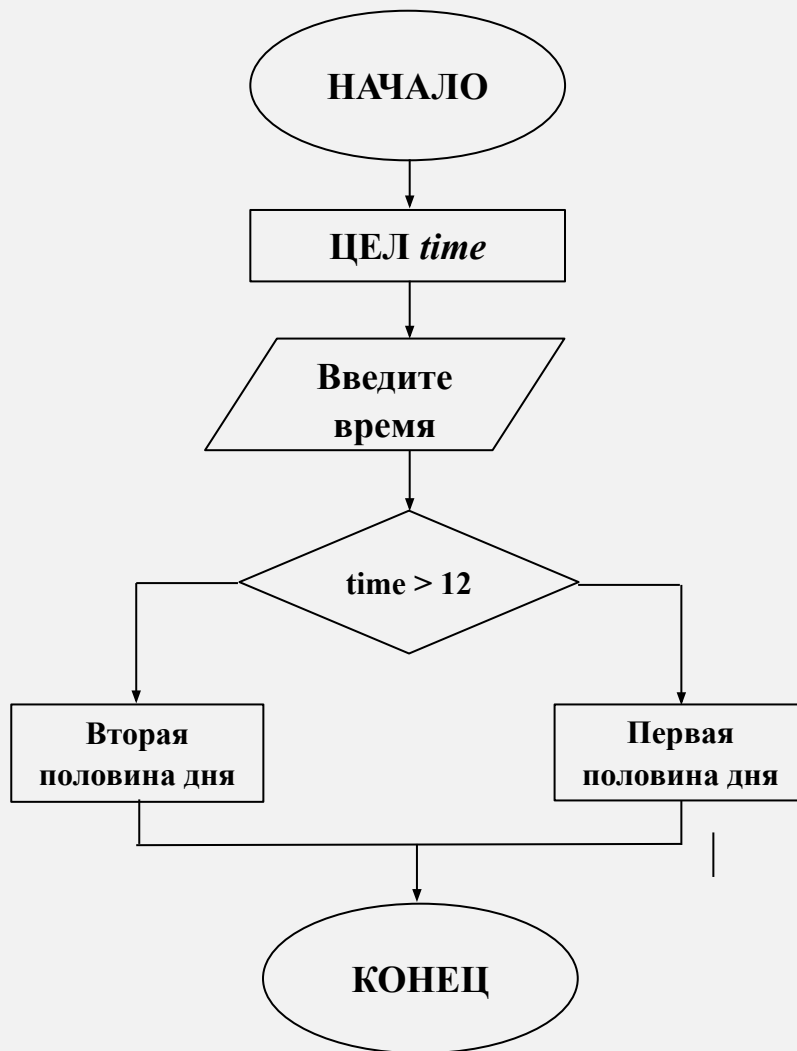 НАЧАЛО
ЦЕЛ time
Введите
время
time > 12
Вторая
половина дня
Первая
половина дня
КОНЕЦ